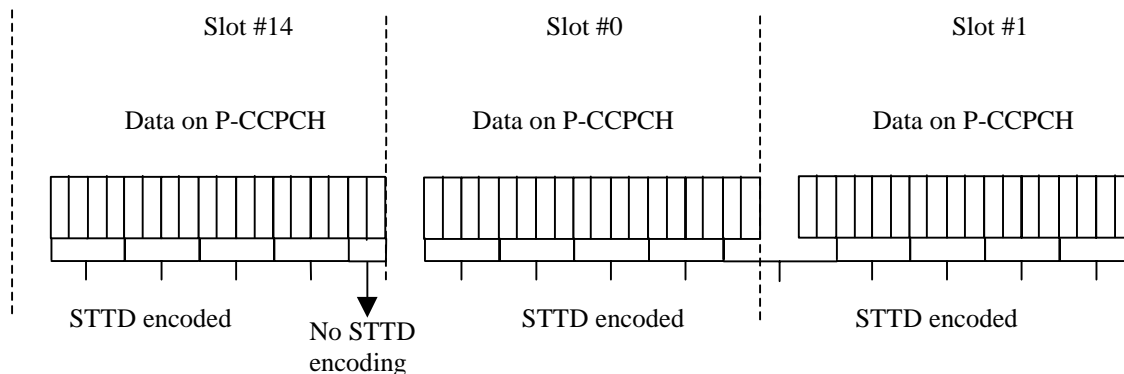 Slot #14
Slot #0
Slot #1
Data on P-CCPCH
Data on P-CCPCH
Data on P-CCPCH
STTD encoded
No STTD
encoding
STTD encoded
STTD encoded